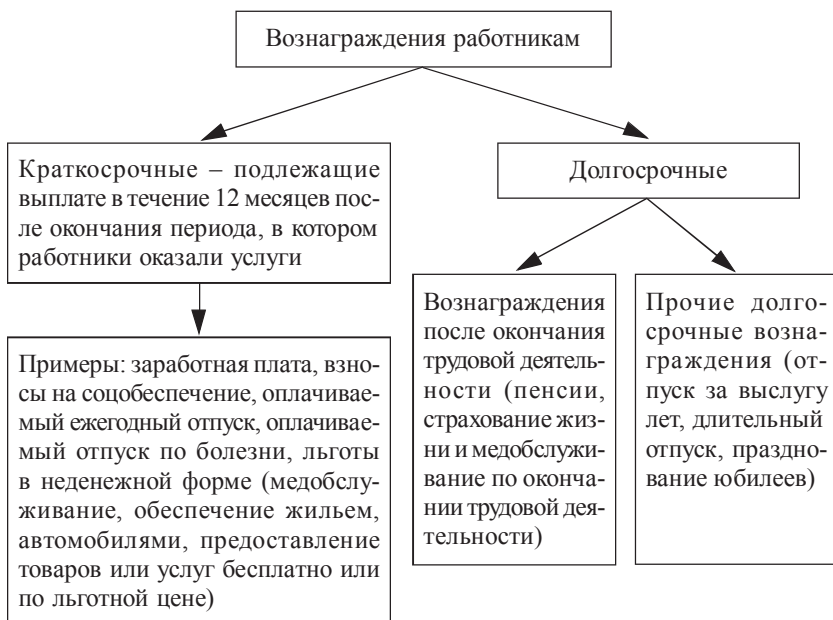 Вознаграждения работникам
Краткосрочные – подлежащие
выплате в течение 12 месяцев пос-
ле окончания периода, в котором
работники оказали услуги
Долгосрочные
Примеры: заработная плата, взно-
сы на соцобеспечение, оплачивае-
мый ежегодный отпуск, оплачивае-
мый отпуск по болезни, льготы
в неденежной форме (медобслу-
живание, обеспечение жильем,
автомобилями, предоставление
товаров или услуг бесплатно или
по льготной цене)
Вознаграждения
после окончания
трудовой деятель-
ности (пенсии,
страхование жиз-
ни и медобслужи-
вание по оконча-
нии трудовой дея-
тельности)
Прочие долго-
срочные возна-
граждения (от-
пуск за выслугу
лет, длительный
отпуск, празднo-
вание юбилеев)